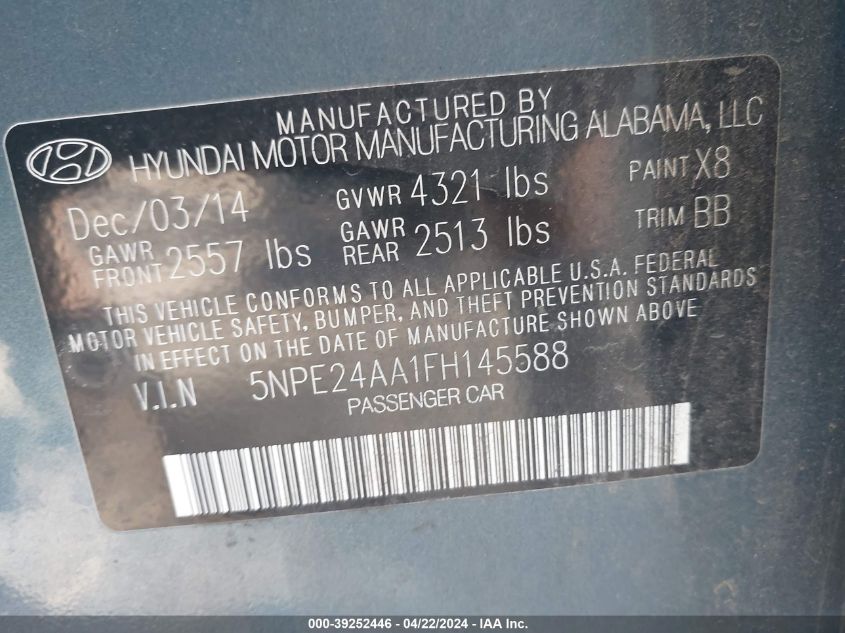 MANUFACTURED BY
HYUNDAI MOTOR MANUFACTURING ALABAMA, LLC
Dec/03/14 GVWR 4321 lbs PAINT X8
GAWR FRONT 2557 lbs GAWR REAR 2513 lbs TRIM BB
THIS VEHICLE CONFORMS TO ALL APPLICABLE U.S.A. FEDERAL
MOTOR VEHICLE SAFETY, BUMPER, AND THEFT PREVENTION STANDARDS
IN EFFECT ON THE DATE OF MANUFACTURE SHOWN ABOVE
V.I.N 5NPE24AA1FH145588
PASSENGER CAR
000-39252446 - 04/22/2024 - IAA Inc.